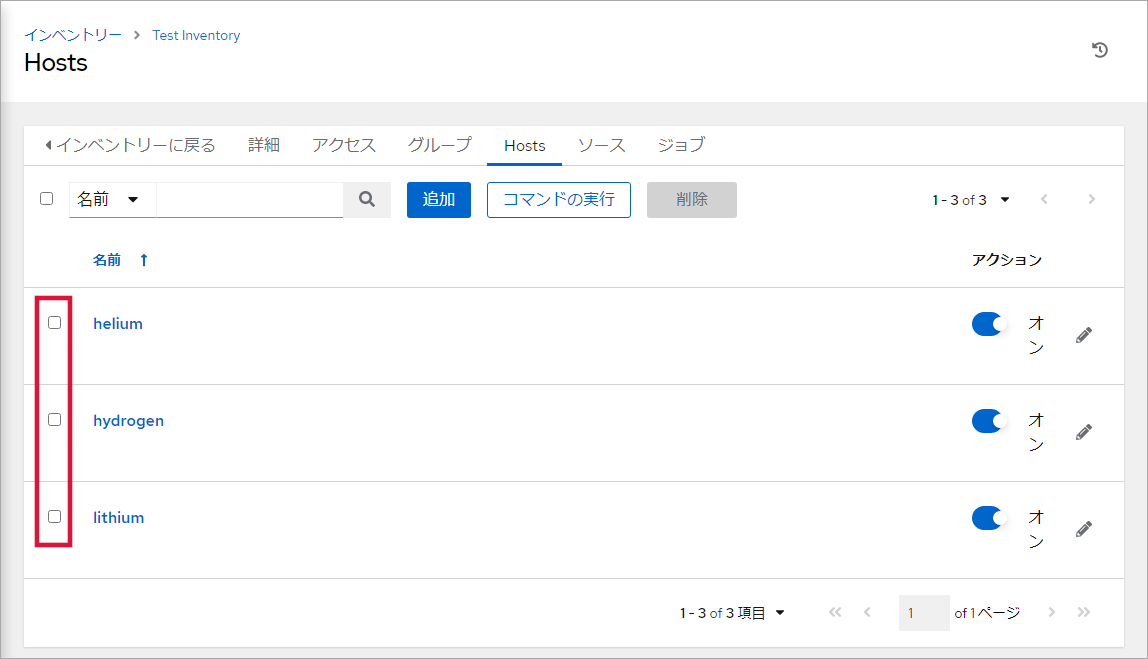 インベントリー > Test Inventory
Hosts
インベントリーに戻る 詳細 アクセス グループ Hosts ソース ジョブ
名前 追加 コマンドの実行 削除 1 - 3 of 3
名前 アクション
helium オン
hydrogen オン
lithium オン
1 - 3 of 3 項目 1 of 1 ページ